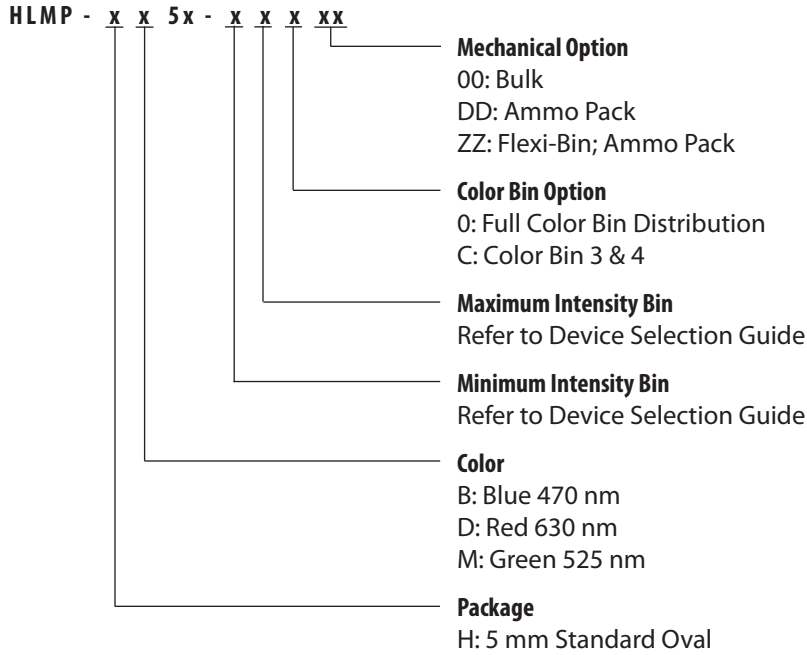 HLMP - x x 5x - x x x xx
Mechanical Option
00: Bulk
DD: Ammo Pack
ZZ: Flexi-Bin; Ammo Pack
Color Bin Option
0: Full Color Bin Distribution
C: Color Bin 3 & 4
Maximum Intensity Bin
Refer to Device Selection Guide
Minimum Intensity Bin
Refer to Device Selection Guide
Color
B: Blue 470 nm
D: Red 630 nm
M: Green 525 nm
Package
H: 5 mm Standard Oval